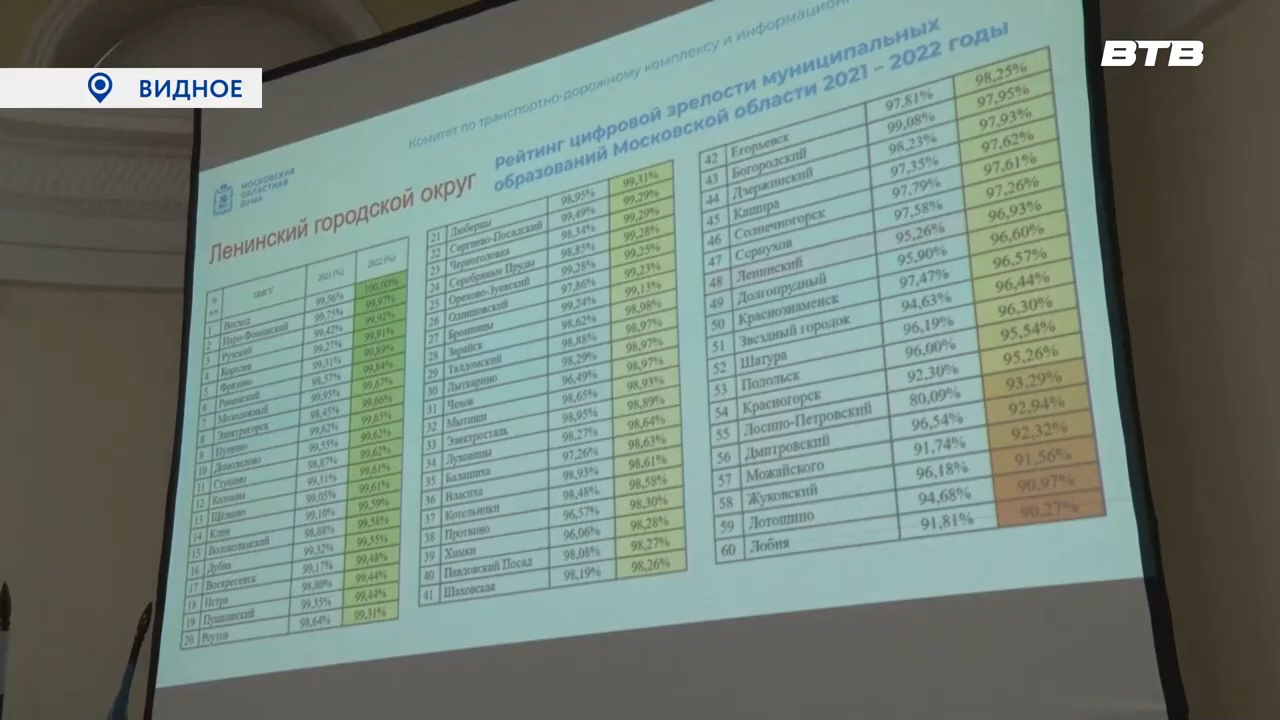 ВИДНОЕ
ВТВ
Комитет по транспортно-дорожному комплексу и информационн
МОСКОВСКАЯ
ОБЛАСТНАЯ
ДУМА
Рейтинг цифровой зрелости муниципальных
образований Московской области 2021 – 2022 годы
Ленинский городской округ
ОМСУ 2021 (%) 2022 (%)
1 Восход 99,56% 100,00%
2 Наро-Фоминский 99,73% 99,97%
3 Рузский 99,42% 99,92%
4 Королев 99,27% 99,91%
5 Фрязино 99,31% 99,89%
6 Раменский 98,57% 99,84%
7 Молодежный 99,95% 99,67%
8 Электрогорск 98,45% 99,66%
9 Пущино 99,62% 99,65%
10 Домодедово 99,55% 99,63%
11 Ступино 98,87% 99,62%
12 Коломна 99,31% 99,61%
13 Щёлково 99,05% 99,61%
14 Клин 99,10% 99,59%
15 Волоколамский 98,88% 99,58%
16 Дубна 99,32% 99,55%
17 Воскресенск 99,17% 99,48%
18 Истра 98,80% 99,44%
19 Пушкинский 99,35% 99,44%
20 Реутов 98,64% 99,31%
21 Люберцы 98,95% 99,31%
22 Сергиево-Посадский 99,49% 99,29%
23 Черноголовка 98,34% 99,29%
24 Серебряные Пруды 98,85% 99,28%
25 Орехово-Зуевский 99,28% 99,25%
26 Одинцовский 97,86% 99,23%
27 Бронницы 99,24% 99,13%
28 Зарайск 98,62% 98,98%
29 Талдомский 98,88% 98,97%
30 Лыткарино 98,29% 98,97%
31 Чехов 96,49% 98,97%
32 Мытищи 98,65% 98,93%
33 Электросталь 98,95% 98,89%
34 Луховицы 98,27% 98,64%
35 Балашиха 97,26% 98,63%
36 Власиха 98,93% 98,61%
37 Котельники 98,48% 98,58%
38 Протвино 96,57% 98,30%
39 Химки 96,06% 98,28%
40 Павловский Посад 98,08% 98,27%
41 Шаховская 98,19% 98,26%
42 Егорьевск 97,81% 98,25%
43 Богородский 99,08% 97,95%
44 Дзержинский 98,23% 97,93%
45 Кашира 97,35% 97,62%
46 Солнечногорск 97,79% 97,61%
47 Серпухов 97,58% 97,26%
48 Ленинский 95,26% 96,93%
49 Долгопрудный 95,90% 96,60%
50 Краснознаменск 97,47% 96,57%
51 Звездный городок 94,63% 96,44%
52 Шатура 96,19% 96,30%
53 Подольск 96,00% 95,54%
54 Красногорск 92,30% 95,26%
55 Лосино-Петровский 80,09% 93,29%
56 Дмитровский 96,54% 92,94%
57 Можайского 91,74% 92,32%
58 Жуковский 96,18% 91,56%
59 Лотошино 94,68% 90,97%
60 Лобня 91,81% 90,27%